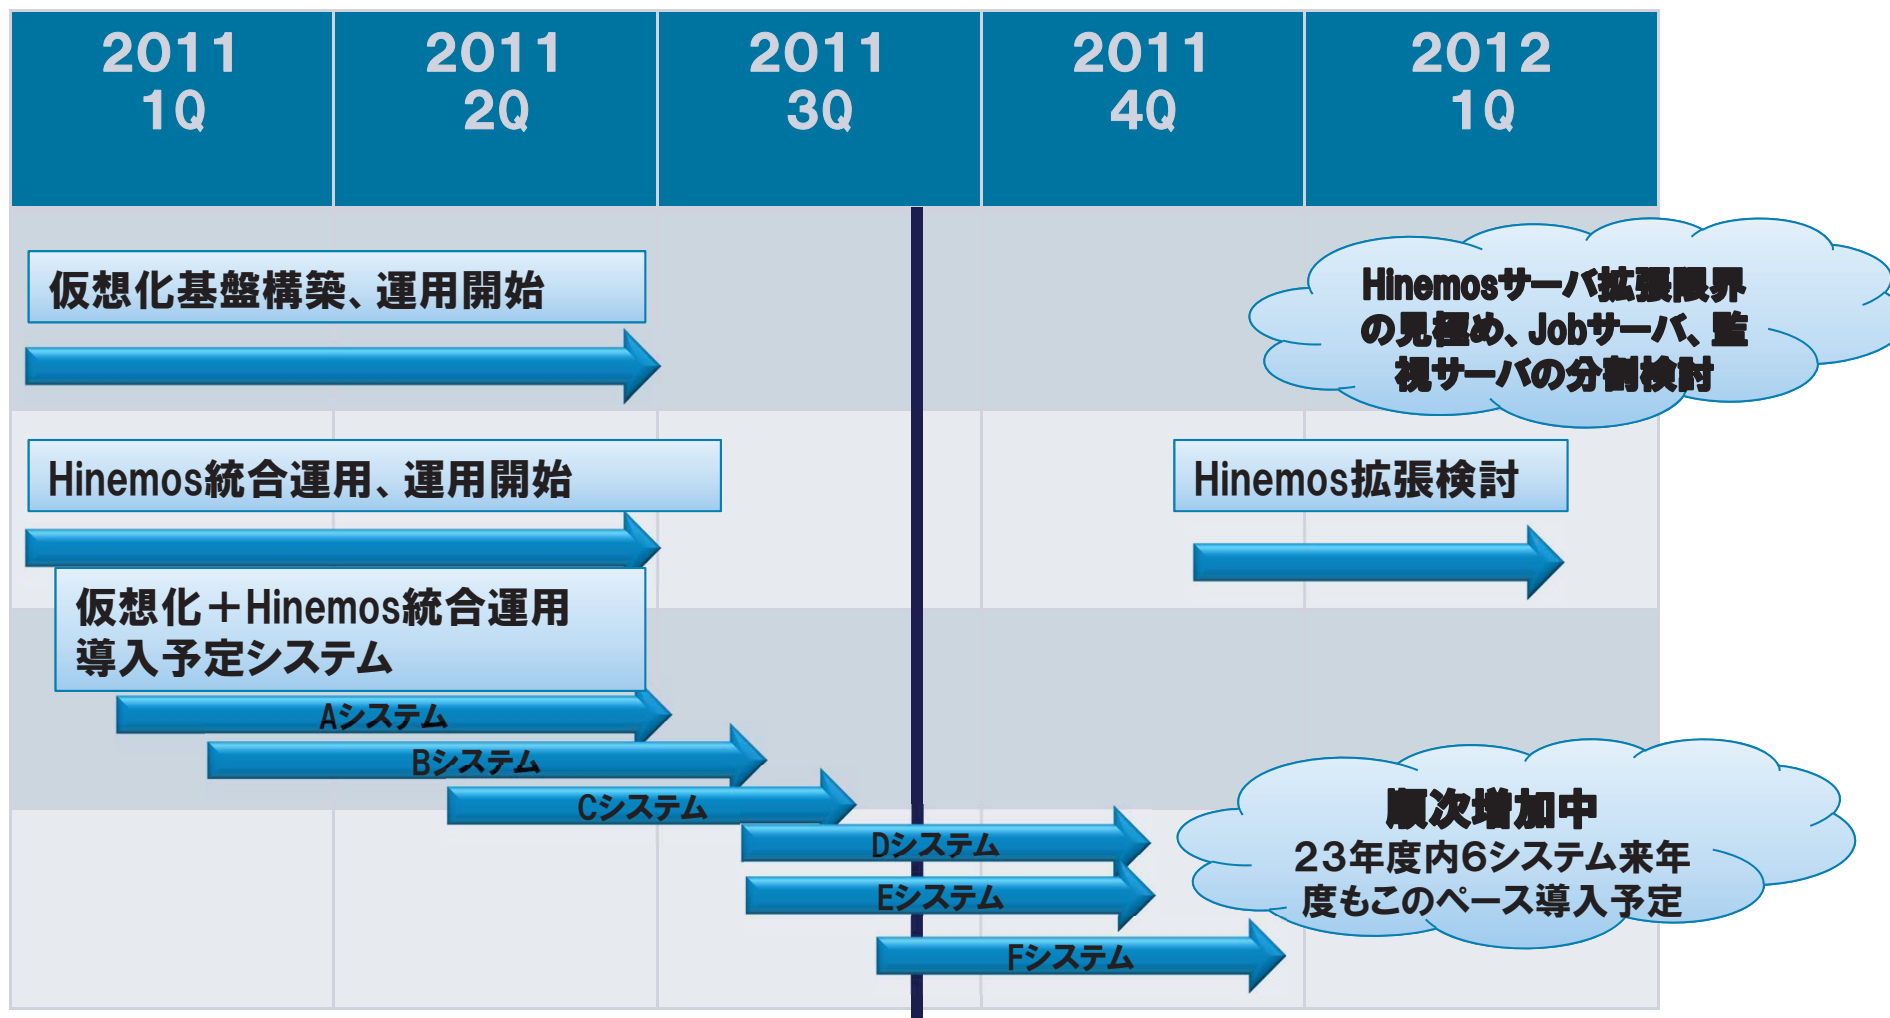 2011
1Q
2011
2Q
2011
3Q
2011
4Q
2012
1Q
仮想化基盤構築、運用開始
Hinemosサーバ拡張限界
の見極め、Jobサーバ、監
視サーバの分割検討
Hinemos統合運用、運用開始
Hinemos拡張検討
仮想化＋Hinemos統合運用
導入予定システム
Aシステム
Bシステム
Cシステム
Dシステム
Eシステム
Fシステム
順次増加中
２３年度内６システム来年
度もこのペース導入予定